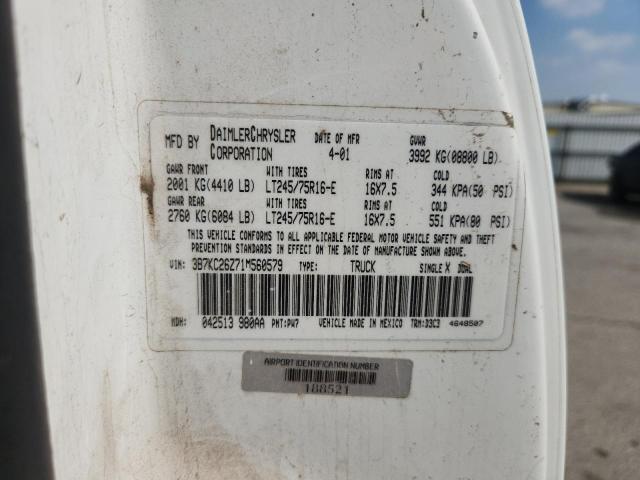 MFD BY DAIMLERCHRYSLER CORPORATION DATE OF MFR 4-01 GVWR 3992 KG(08800 LB)
GAWR FRONT WITH TIRES RIMS AT COLD
2001 KG(4410 LB) LT245/75R16-E 16X7.5 344 KPA(50 PSI)
GAWR REAR WITH TIRES RIMS AT COLD
2760 KG(6084 LB) LT245/75R16-E 16X7.5 551 KPA(80 PSI)
THIS VEHICLE CONFORMS TO ALL APPLICABLE FEDERAL MOTOR VEHICLE SAFETY AND THEFT
PREVENTION STANDARDS IN EFFECT ON THE DATE OF MANUFACTURE SHOWN ABOVE
VIN: 3B7KC26Z71M560579 TYPE: TRUCK SINGLE X DUAL
MDH: 042513 980AA PNT:PW7 VEHICLE MADE IN MEXICO TRM:D3C3 4648507
AIRPORT IDENTIFICATION NUMBER
188521